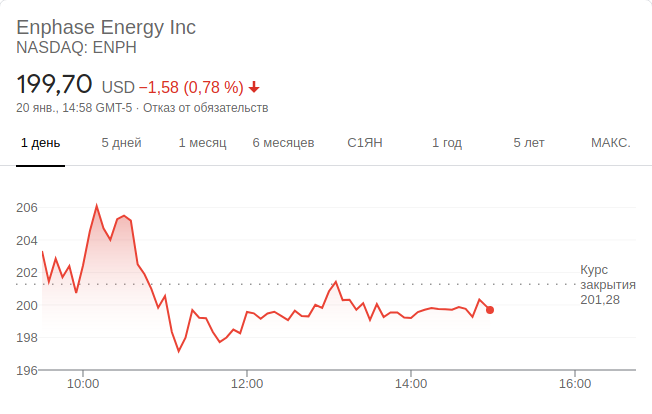 Enphase Energy Inc
NASDAQ: ENPH
199,70 USD −1,58 (0,78 %)
20 янв., 14:58 GMT-5 · Отказ от обязательств
1 день 5 дней 1 месяц 6 месяцев С1ЯН 1 год 5 лет МАКС.
206
204
202
200
198
196
Курс
закрытия
201,28
10:00 12:00 14:00 16:00